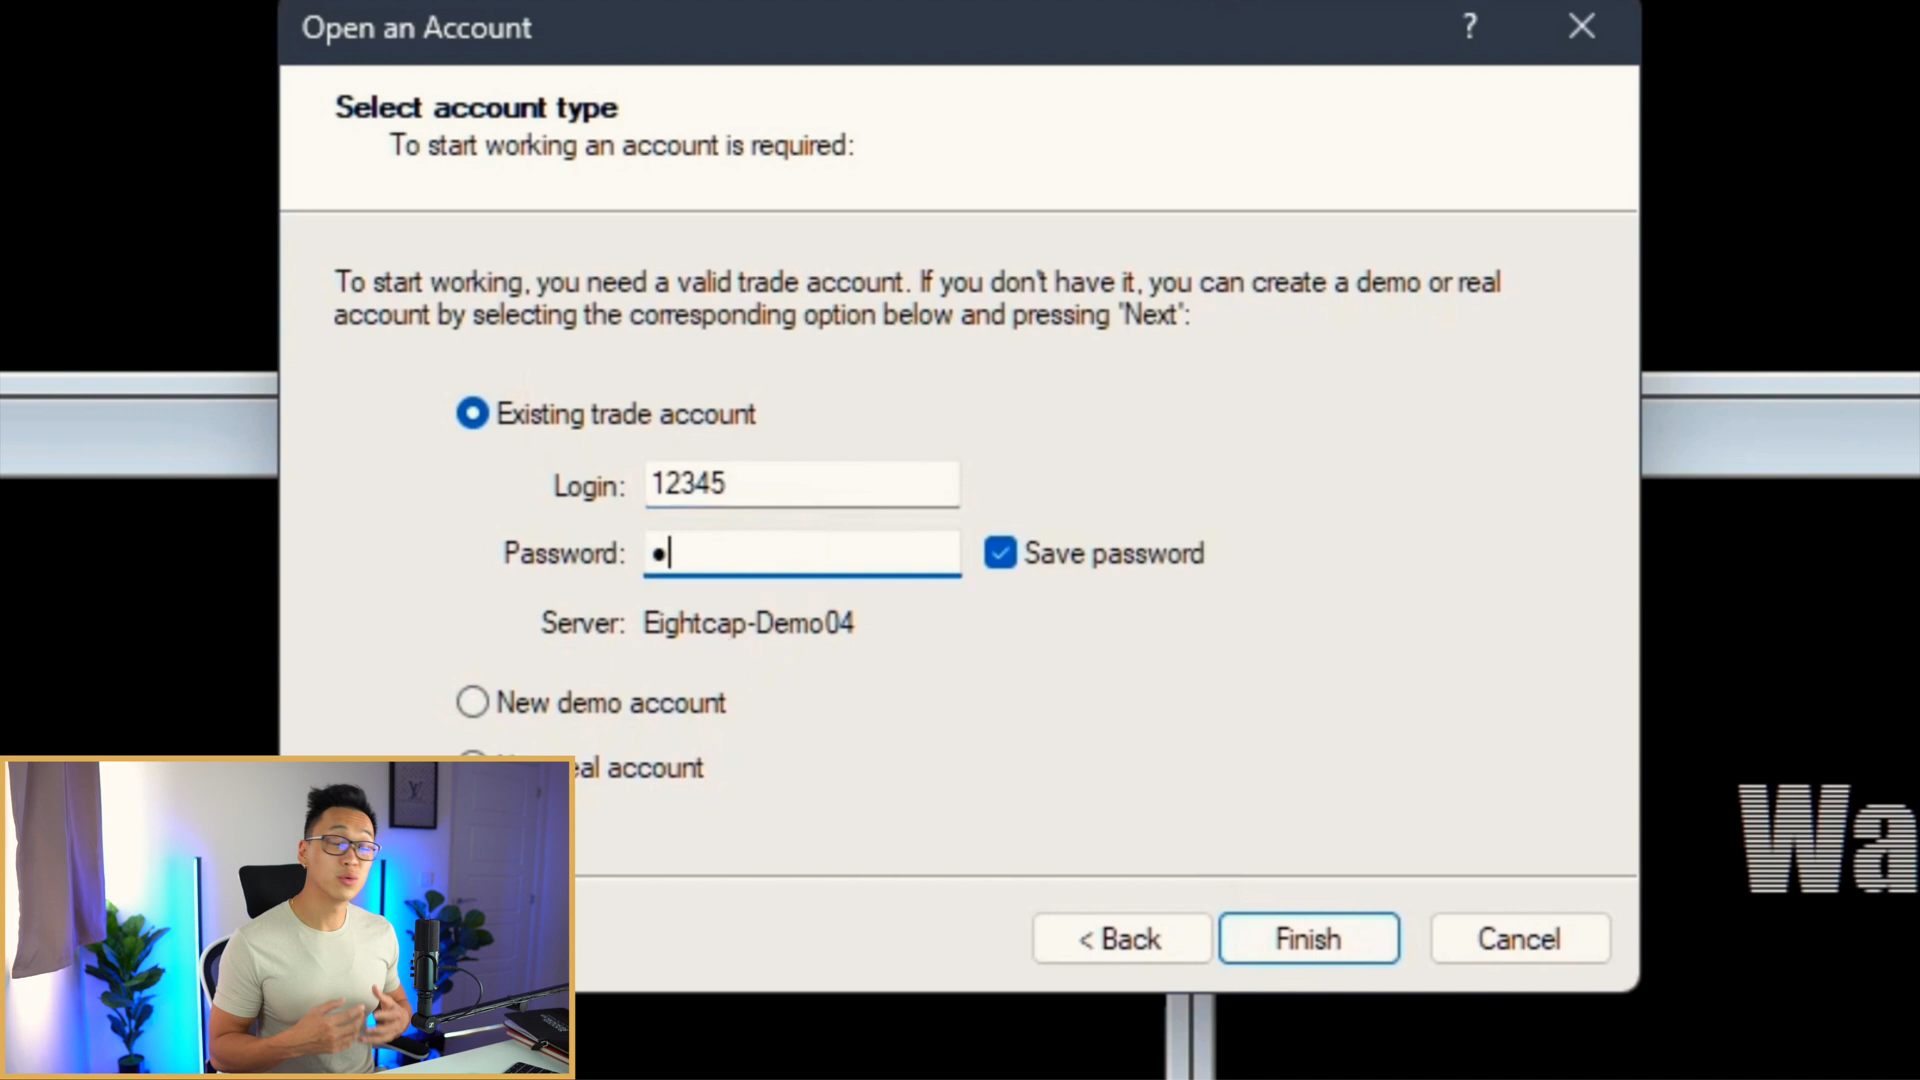 Open an Account
?
Select account type
To start working an account is required:
To start working, you need a valid trade account. If you don't have it, you can create a demo or real
account by selecting the corresponding option below and pressing 'Next':
Existing trade account
Login: 12345
Password:
Save password
Server: Eightcap-Demo04
New demo account
real account
< Back
Finish
Cancel
Wa